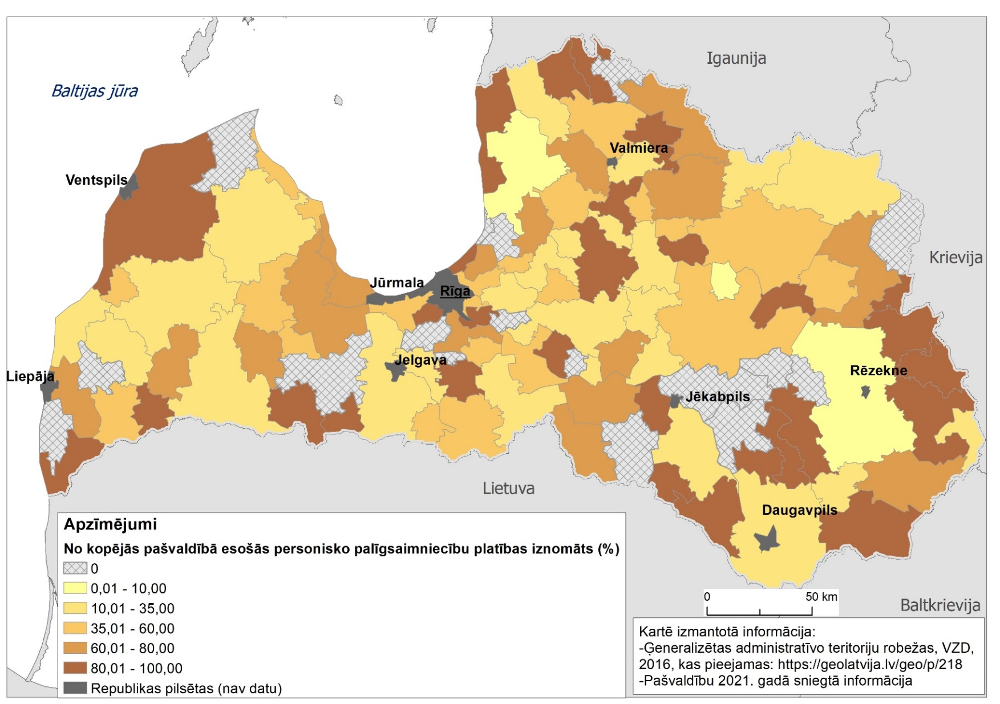 Igaunija
Baltijas jūra
Valmiera
Ventspils
Krievija
Jūrmala
Rīga
Jelgava
Rēzekne
Liepāja
Jēkabpils
Lietuva
Daugavpils
Apzīmējumi
No kopējās pašvaldībā esošās personisko palīgsaimniecību platības iznomāts (%)
0
0,01 - 10,00
10,01 - 35,00
35,01 - 60,00
60,01 - 80,00
80,01 - 100,00
Republikas pilsētas (nav datu)
0 50 km
Baltkrievija
Kartē izmantotā informācija:
-Ģeneralizētas administratīvo teritoriju robežas, VZD,
2016, kas pieejamas: https://geolatvija.lv/geo/p/218
-Pašvaldību 2021. gadā sniegtā informācija